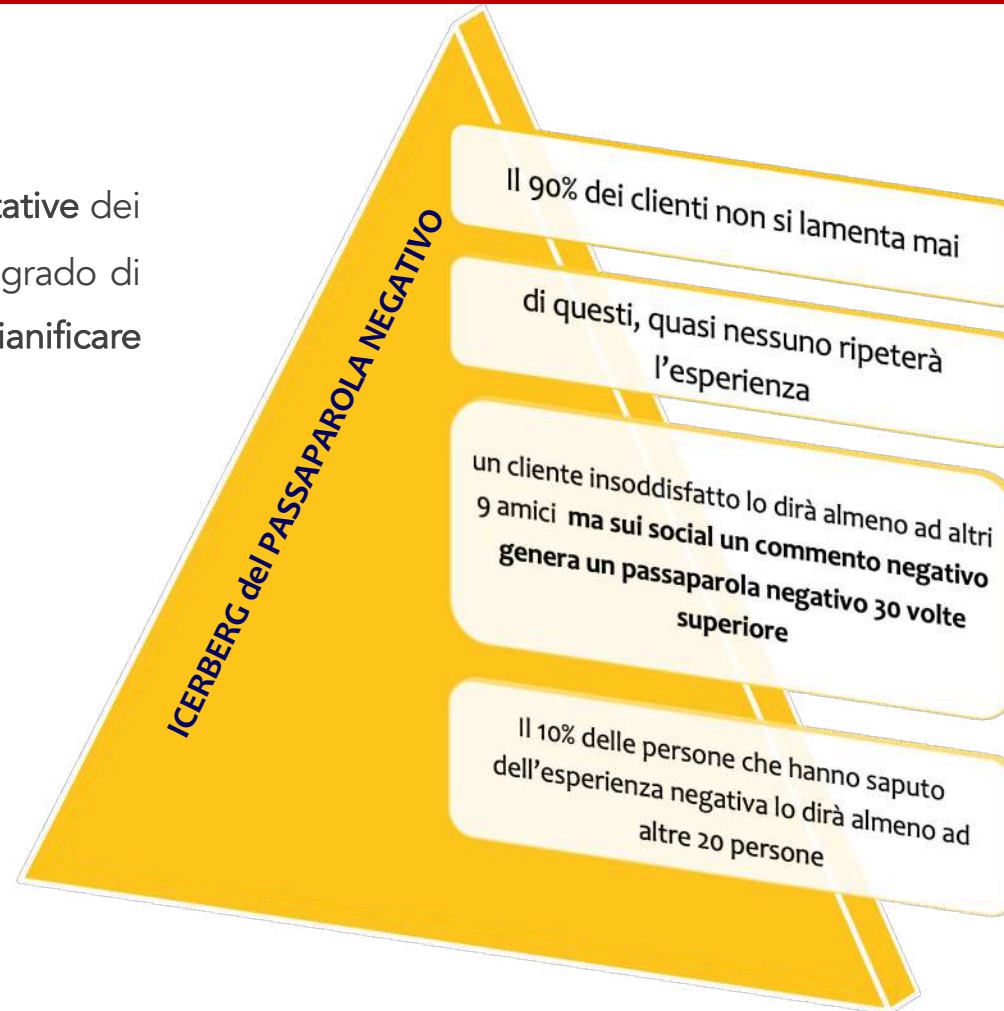 dei
grado di
ianificare
ICERBERG del PASSAPAROLA NEGATIVO
Il 90% dei clienti non si lamenta mai
di questi, quasi nessuno ripeterà
l'esperienza
un cliente insoddisfatto lo dirà almeno ad altri
9 amici ma sui social un commento negativo
genera un passaparola negativo 30 volte
superiore
Il 10% delle persone che hanno saputo
dell'esperienza negativa lo dirà almeno ad
altre 20 persone